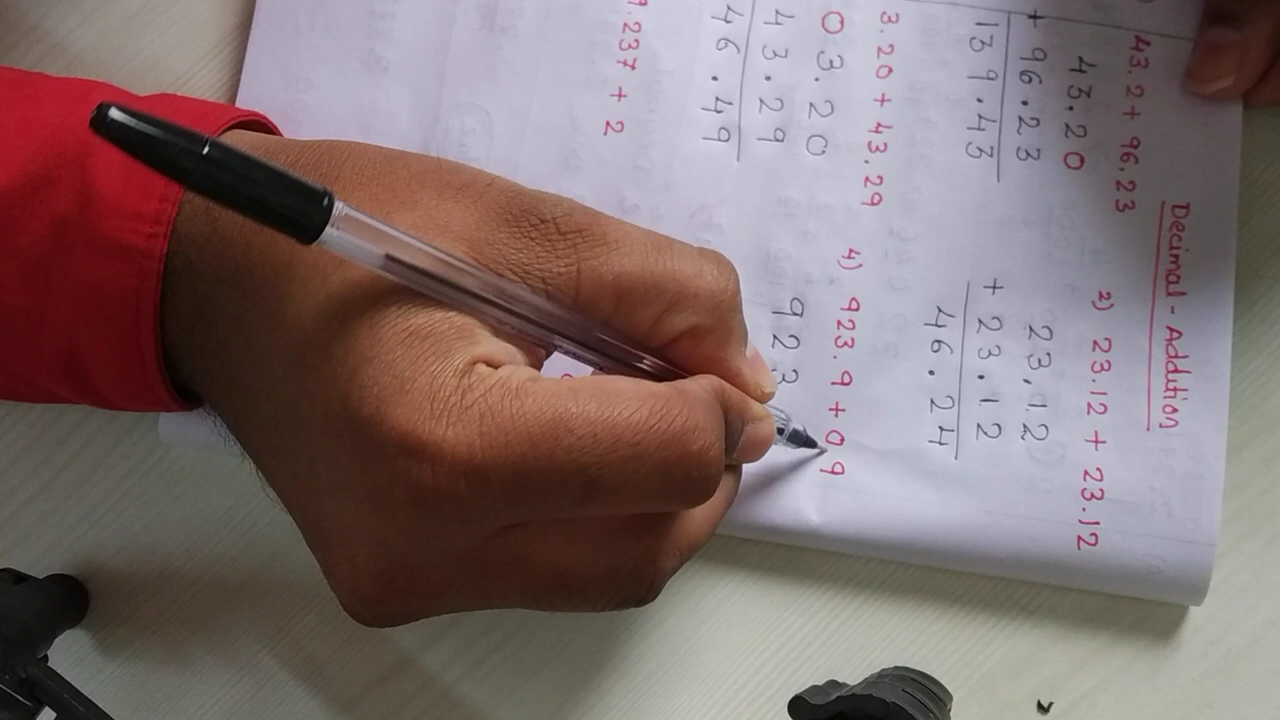 Decimal - Addition
43.2 + 96.23
43.20
+ 96.23
139.43
2) 23.12 + 23.12
23.12
+ 23.12
46.24
3.20 + 43.29
03.20
43.29
46.49
4) 923.9 + 0 9
923
.237 + 2